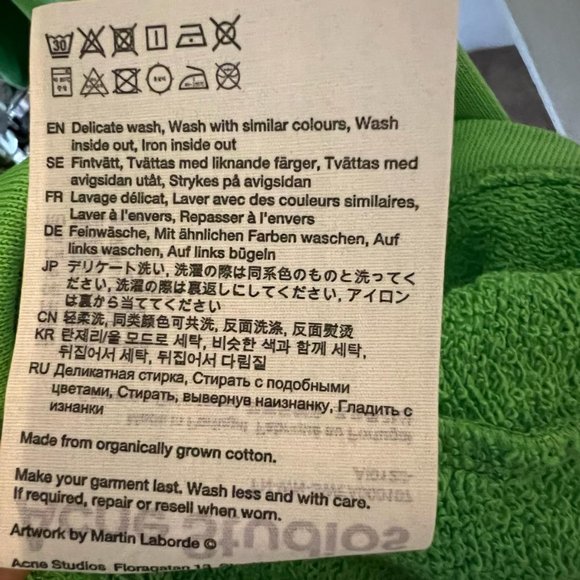 30
EN Delicate wash, Wash with similar colours, Wash
inside out, Iron inside out
SE Fintvätt, Tvättas med liknande färger, Tvättas med
avigsidan utåt, Strykes på avigsidan
FR Lavage délicat, Laver avec des couleurs similaires,
Laver à l'envers, Repasser à l'envers
DE Feinwäsche, Mit ähnlichen Farben waschen, Auf
links waschen, Auf links bügeln
JP デリケート洗い, 洗濯の際は同系色のものと洗ってく
ださい, 洗濯の際は裏返しにしてください, アイロン
は裏から当ててください
CN 轻柔洗, 同类颜色可共洗, 反面洗涤, 反面熨烫
KR 란제리/울 모드로 세탁, 비슷한 색과 함께 세탁,
뒤집어서 세탁, 뒤집어서 다림질
RU Деликатная стирка, Стирать с подобными
цветами, Стирать, вывернув наизнанку, Гладить с
изнанки
Made from organically grown cotton.
Make your garment last. Wash less and with care.
If required, repair or resell when worn.
Artwork by Martin Laborde ©
Acne Studios Floragatan 13